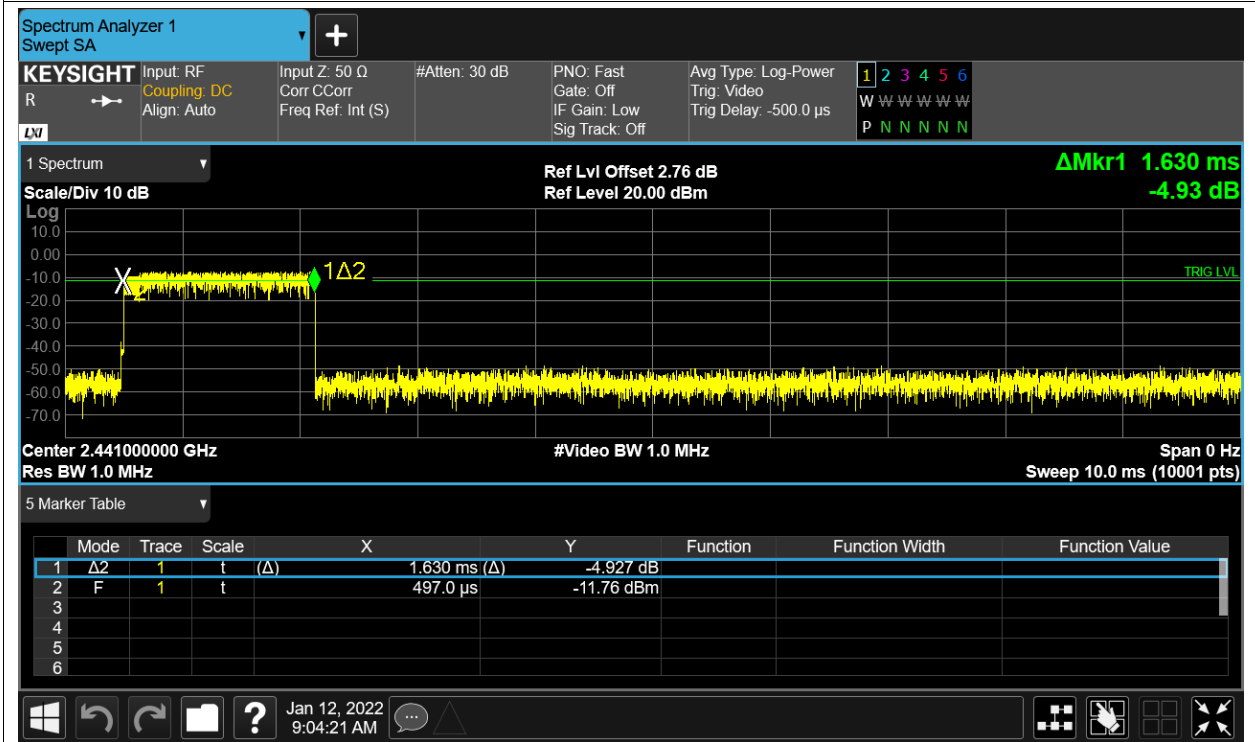 Spectrum Analyzer 1
Swept SA
+
KEYSIGHT Input: RF Input Z: 50 Ω #Atten: 30 dB PNO: Fast Avg Type: Log-Power 1 2 3 4 5 6
R Coupling: DC Corr CCorr Gate: Off Trig: Video W W W W W W
Align: Auto Freq Ref: Int (S) IF Gain: Low Trig Delay: -500.0 µs
LXI Sig Track: Off P N N N N N
1 Spectrum Ref Lvl Offset 2.76 dB ΔMkr1 1.630 ms
Scale/Div 10 dB Ref Level 20.00 dBm -4.93 dB
Log
10.0
0.00
-10.0 X 2 1Δ2 TRIG LVL
-20.0
-30.0
-40.0
-50.0
-60.0
-70.0
Center 2.441000000 GHz #Video BW 1.0 MHz Span 0 Hz
Res BW 1.0 MHz Sweep 10.0 ms (10001 pts)
5 Marker Table
Mode Trace Scale X Y Function Function Width Function Value
1 Δ2 1 t (Δ) 1.630 ms (Δ) -4.927 dB
2 F 1 t 497.0 µs -11.76 dBm
3
4
5
6
? Jan 12, 2022
9:04:21 AM